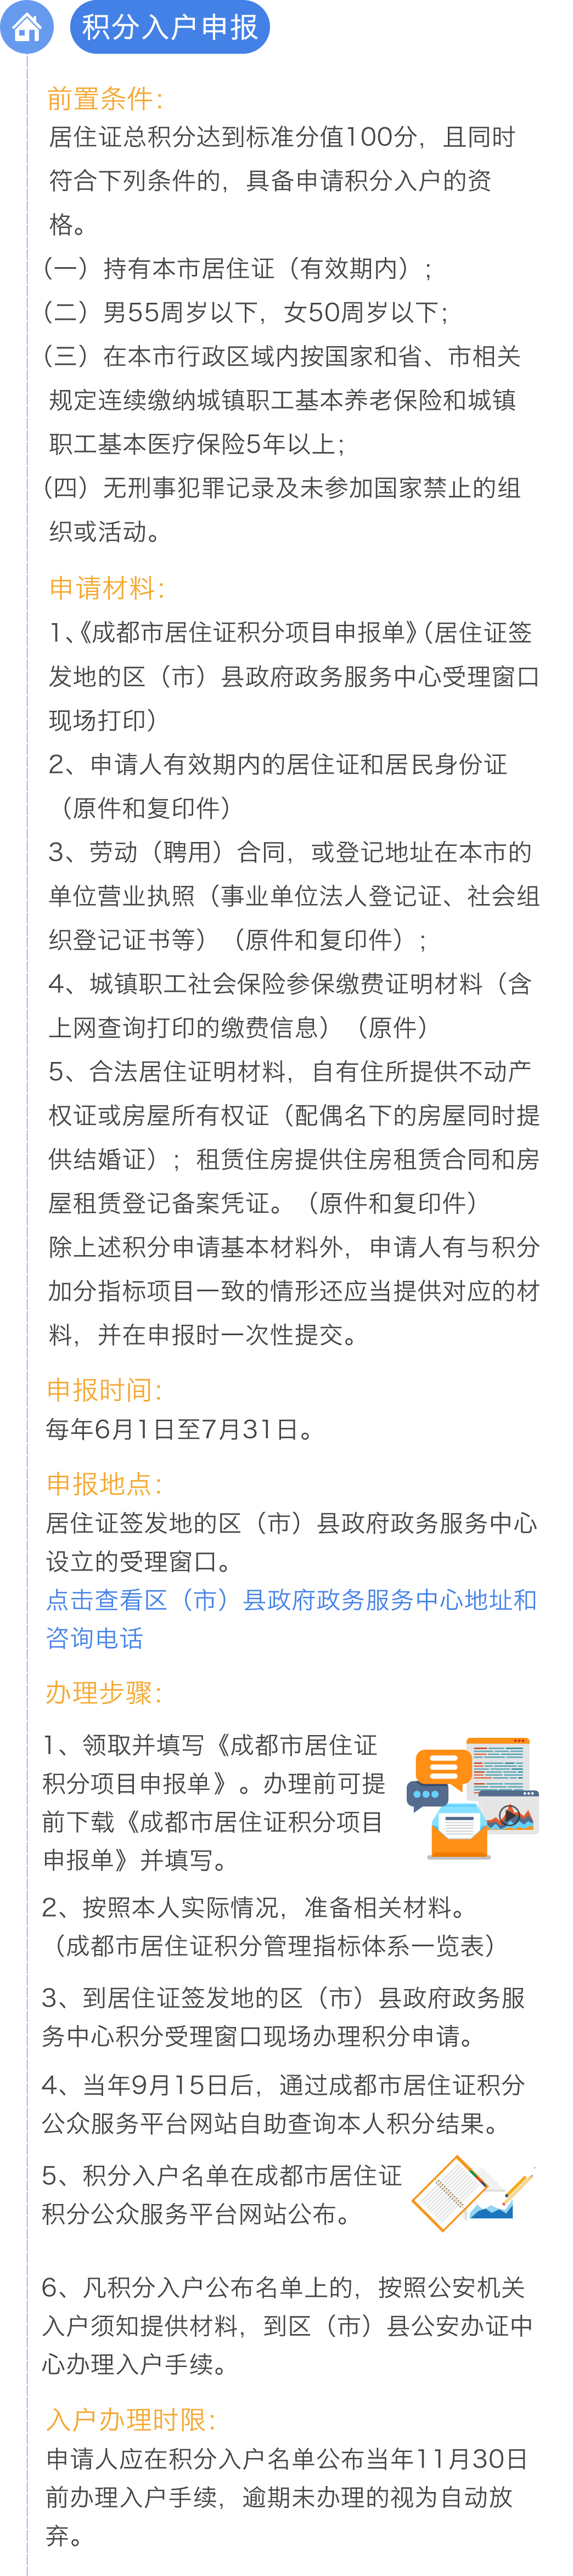 积分入户申报
前置条件：
居住证总积分达到标准分值100分，且同时
符合下列条件的，具备申请积分入户的资
格。
（一）持有本市居住证（有效期内）；
（二）男55周岁以下，女50周岁以下；
（三）在本市行政区域内按国家和省、市相关
规定连续缴纳城镇职工基本养老保险和城镇
职工基本医疗保险5年以上；
（四）无刑事犯罪记录及未参加国家禁止的组
织或活动。
申请材料：
1、《成都市居住证积分项目申报单》（居住证签
发地的区（市）县政府政务服务中心受理窗口
现场打印）
2、申请人有效期内的居住证和居民身份证
（原件和复印件）
3、劳动（聘用）合同，或登记地址在本市的
单位营业执照（事业单位法人登记证、社会组
织登记证书等）（原件和复印件）；
4、城镇职工社会保险参保缴费证明材料（含
上网查询打印的缴费信息）（原件）
5、合法居住证明材料，自有住所提供不动产
权证或房屋所有权证（配偶名下的房屋同时提
供结婚证）；租赁住房提供住房租赁合同和房
屋租赁登记备案凭证。（原件和复印件）
除上述积分申请基本材料外，申请人有与积分
加分指标项目一致的情形还应当提供对应的材
料，并在申报时一次性提交。
申报时间：
每年6月1日至7月31日。
申报地点：
居住证签发地的区（市）县政府政务服务中心
设立的受理窗口。
点击查看区（市）县政府政务服务中心地址和
咨询电话
办理步骤：
1、领取并填写《成都市居住证
积分项目申报单》。办理前可提
前下载《成都市居住证积分项目
申报单》并填写。
2、按照本人实际情况，准备相关材料。
（成都市居住证积分管理指标体系一览表）
3、到居住证签发地的区（市）县政府政务服
务中心积分受理窗口现场办理积分申请。
4、当年9月15日后，通过成都市居住证积分
公众服务平台网站自助查询本人积分结果。
5、积分入户名单在成都市居住证
积分公众服务平台网站公布。
6、凡积分入户公布名单上的，按照公安机关
入户须知提供材料，到区（市）县公安办证中
心办理入户手续。
入户办理时限：
申请人应在积分入户名单公布当年11月30日
前办理入户手续，逾期未办理的视为自动放
弃。